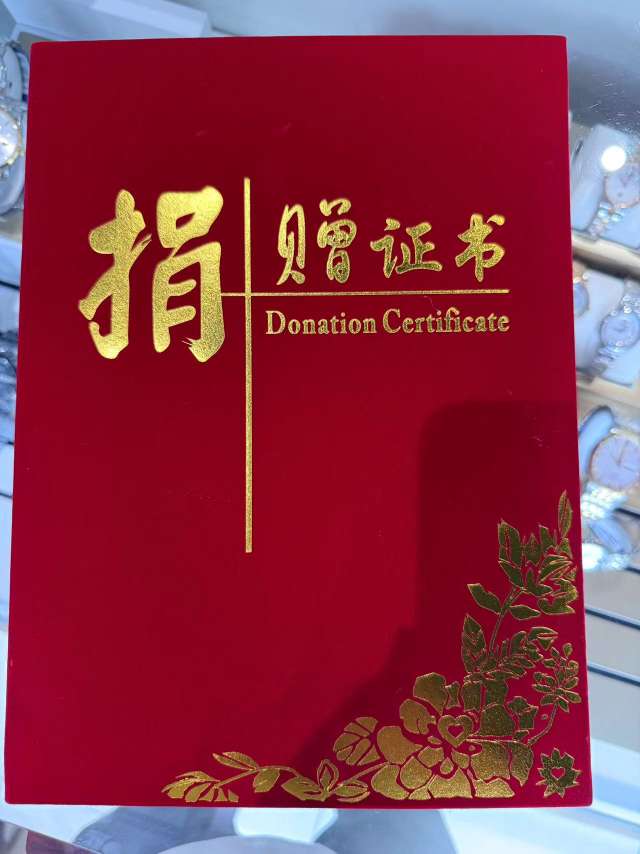 捐赠证书
Donation Certificate